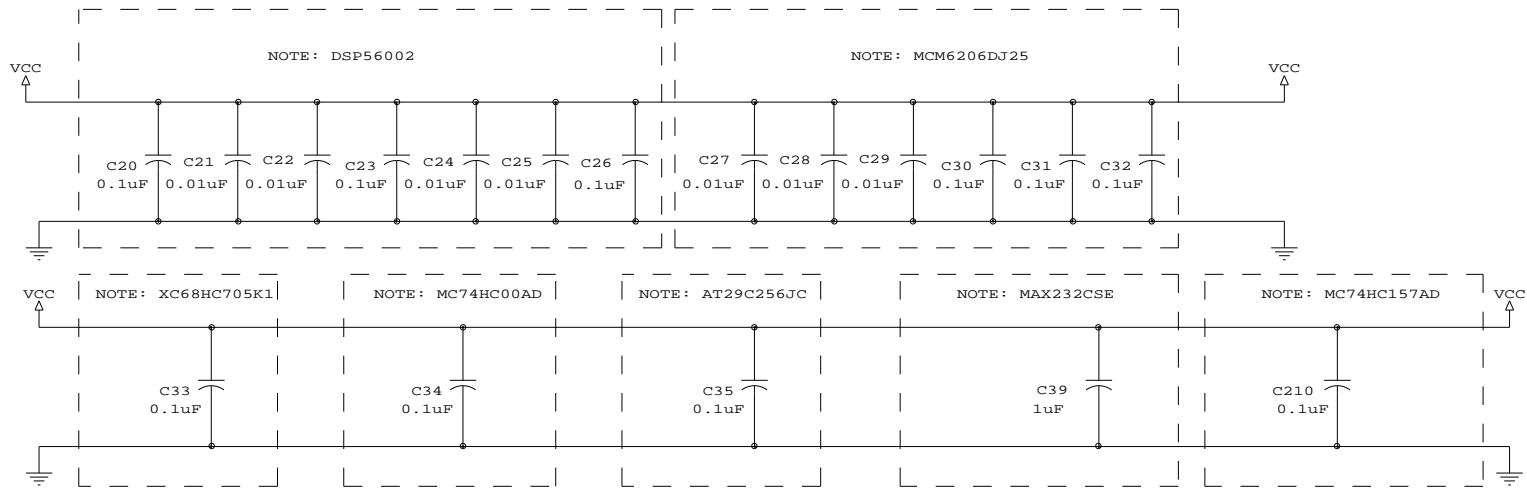 NOTE: DSP56002
NOTE: MCM6206DJ25
VCC
VCC
C20
0.1uF
C21
0.01uF
C22
0.01uF
C23
0.1uF
C24
0.01uF
C25
0.01uF
C26
0.1uF
C27
0.01uF
C28
0.01uF
C29
0.01uF
C30
0.1uF
C31
0.1uF
C32
0.1uF
VCC
NOTE: XC68HC705K1
NOTE: MC74HC00AD
NOTE: AT29C256JC
NOTE: MAX232CSE
NOTE: MC74HC157AD
VCC
C33
0.1uF
C34
0.1uF
C35
0.1uF
C39
1uF
C210
0.1uF